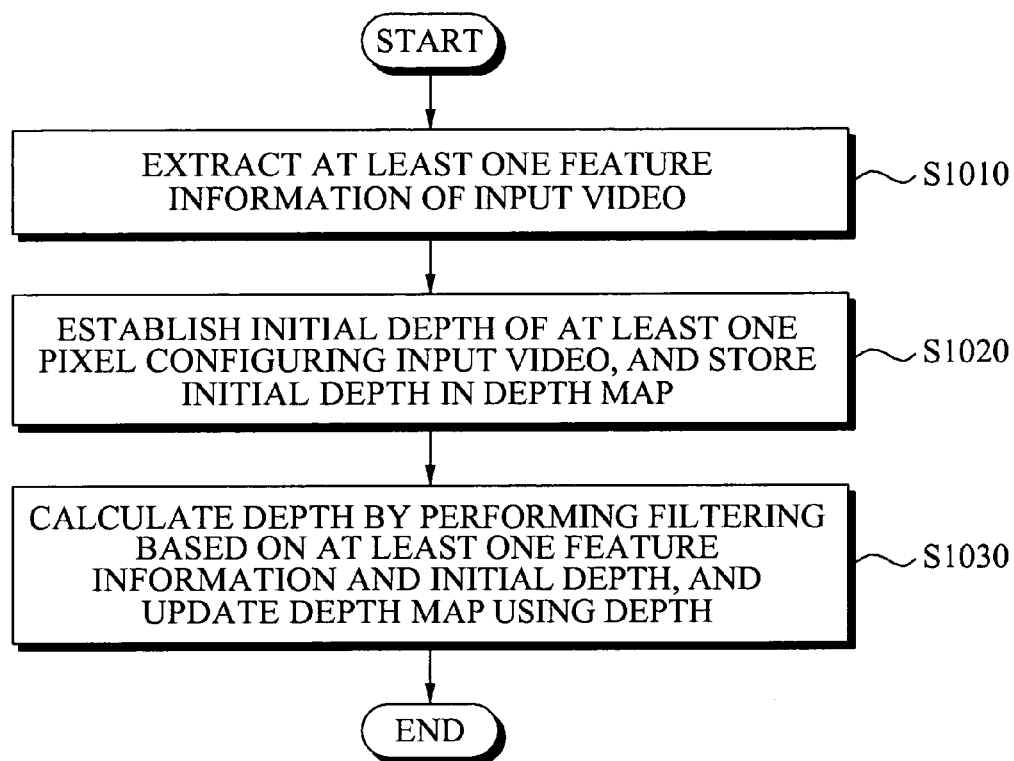 START
EXTRACT AT LEAST ONE FEATURE
INFORMATION OF INPUT VIDEO
S1010
ESTABLISH INITIAL DEPTH OF AT LEAST ONE
PIXEL CONFIGURING INPUT VIDEO, AND STORE
INITIAL DEPTH IN DEPTH MAP
S1020
CALCULATE DEPTH BY PERFORMING FILTERING
BASED ON AT LEAST ONE FEATURE
INFORMATION AND INITIAL DEPTH, AND
UPDATE DEPTH MAP USING DEPTH
S1030
END